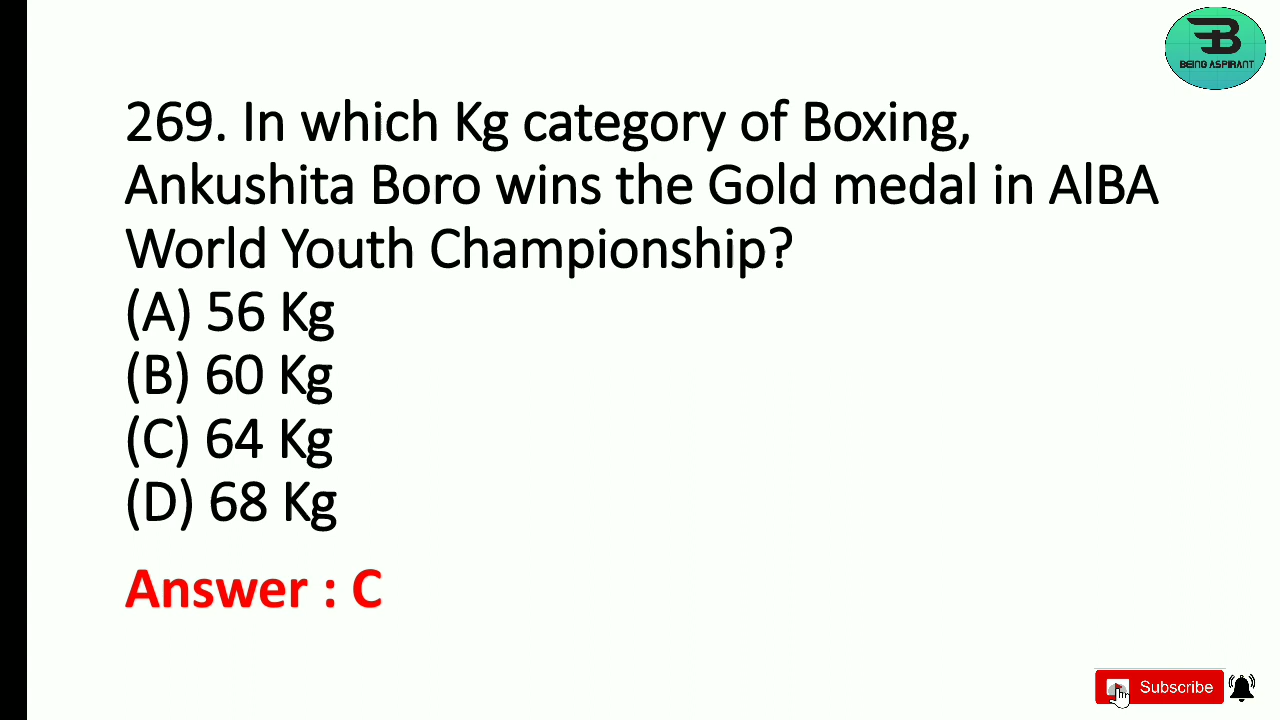 BEING ASPIRANT
269. In which Kg category of Boxing,
Ankushita Boro wins the Gold medal in AlBA
World Youth Championship?
(A) 56 Kg
(B) 60 Kg
(C) 64 Kg
(D) 68 Kg
Answer : C
Subscribe